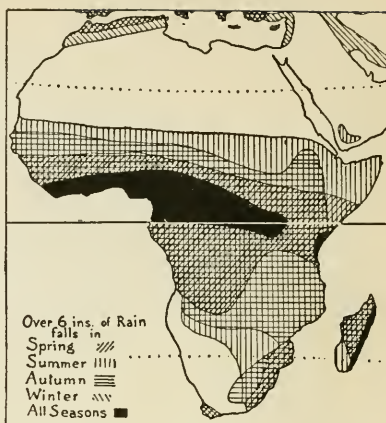 Over 6 ins. of Rain
falls in
Spring
Summer
Autumn
Winter
All Seasons